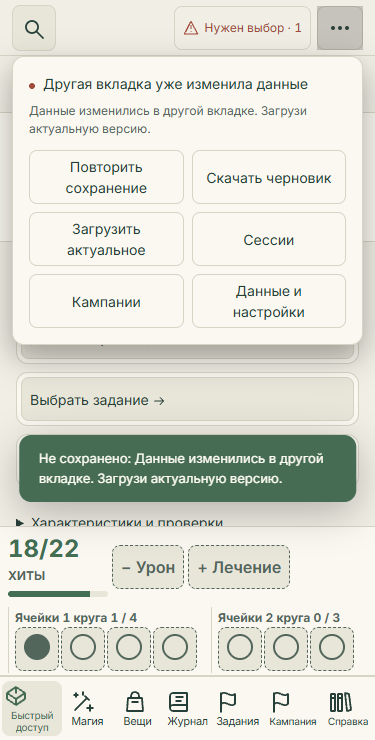 Нужен выбор · 1
Другая вкладка уже изменила данные
Данные изменились в другой вкладке. Загрузи
актуальную версию.
Повторить
сохранение
Скачать черновик
Загрузить
актуальное
Сессии
Кампании
Данные и
настройки
Выбрать задание →
Не сохранено: Данные изменились в другой
вкладке. Загрузи актуальную версию.
Характеристики и проверки
18/22
ХИТЫ
− Урон
+ Лечение
Ячейки 1 круга 1 / 4
Ячейки 2 круга 0 / 3
Быстрый
доступ
Магия
Вещи
Журнал
Задания
Кампания
Справка